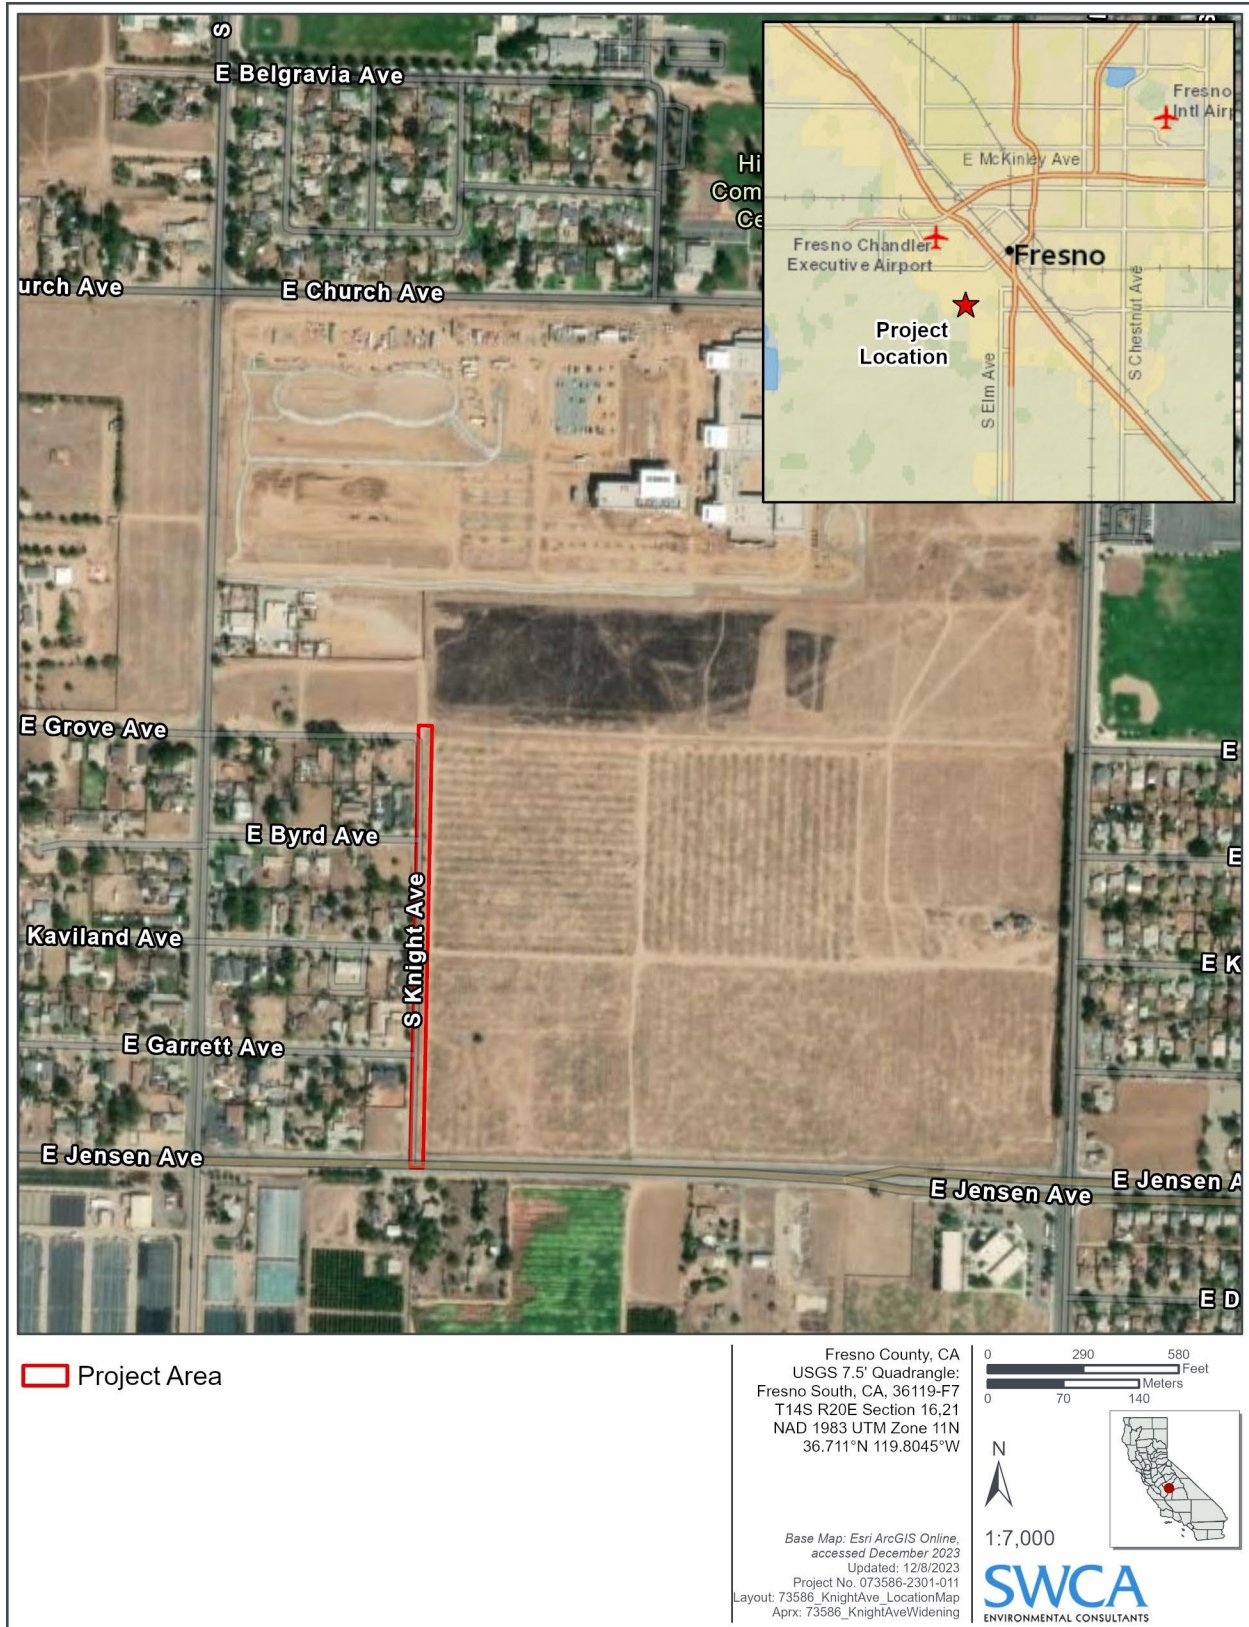 S
E Belgravia Ave
Hi
Com
Ce
urch Ave
E Church Ave
Fresno
Intl Airp
E McKinley Ave
Fresno Chandler
Executive Airport
Fresno
Project
Location
S Elm Ave
S Chestnut Ave
E Grove Ave
E
E Byrd Ave
E
S Knight Ave
Kaviland Ave
E K
E Garrett Ave
E Jensen Ave
E Jensen Ave
E Jensen A
E D
Project Area
Fresno County, CA
USGS 7.5' Quadrangle:
Fresno South, CA, 36119-F7
T14S R20E Section 16,21
NAD 1983 UTM Zone 11N
36.711°N 119.8045°W
Base Map: Esri ArcGIS Online,
accessed December 2023
Updated: 12/8/2023
Project No. 073586-2301-011
Layout: 73586_KnightAve_LocationMap
Aprx: 73586_KnightAveWidening
0 290 580
Feet
Meters
0 70 140
N
1:7,000
SWCA
ENVIRONMENTAL CONSULTANTS